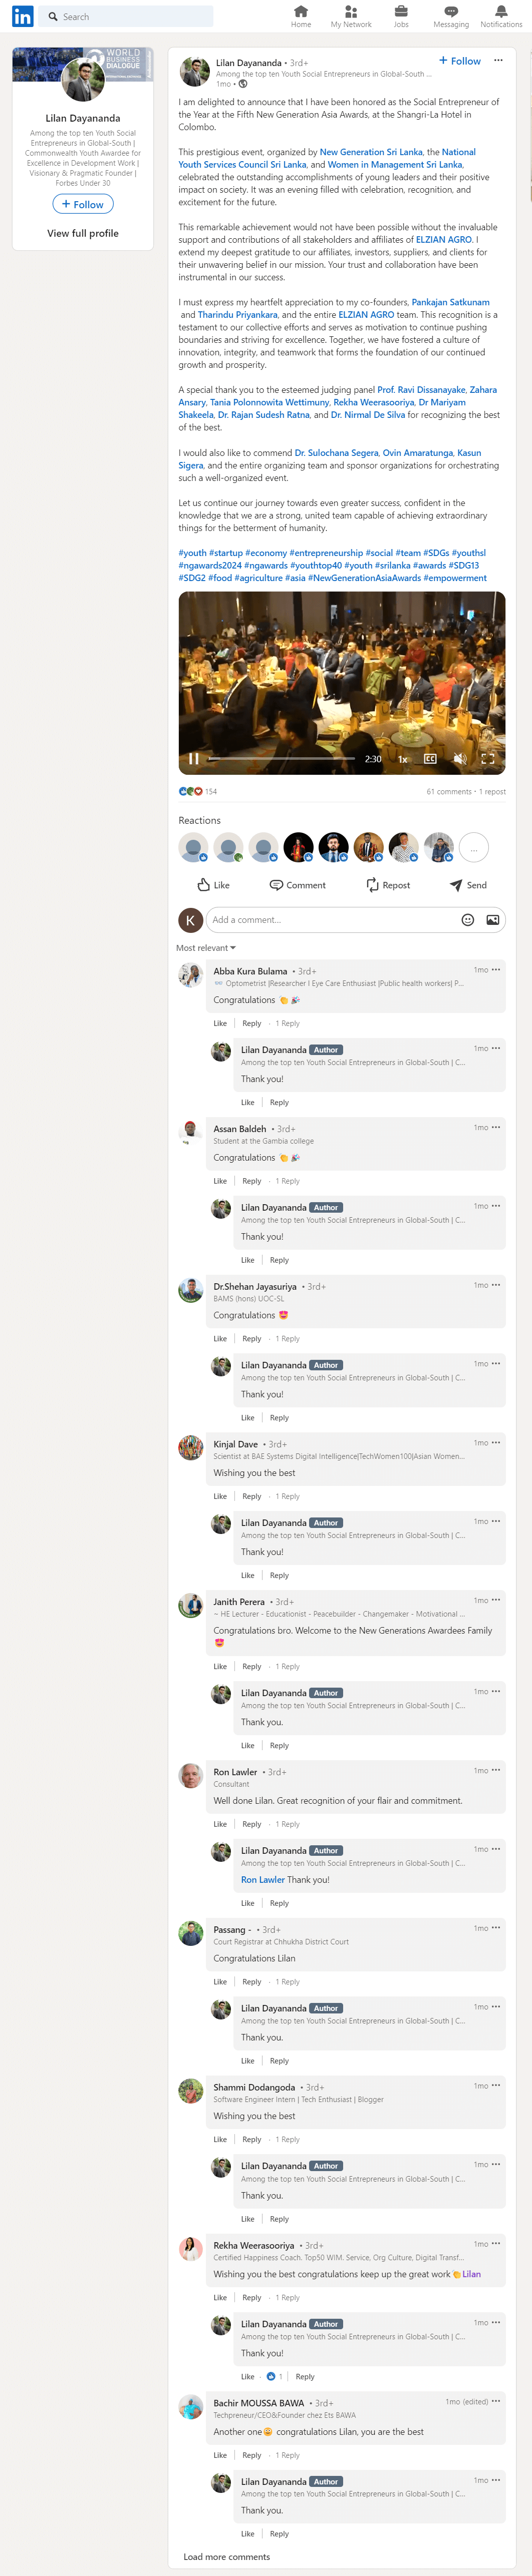 in
Search
Home
My Network
Jobs
Messaging
Notifications
WORLD
BUSINESS
DIALOGUE
Lilan Dayananda
Among the top ten Youth Social
Entrepreneurs in Global-South |
Commonwealth Youth Awardee for
Excellence in Development Work |
Visionary & Pragmatic Founder |
Forbes Under 30
+ Follow
View full profile
Lilan Dayananda • 3rd+
Among the top ten Youth Social Entrepreneurs in Global-South ...
1mo •
+ Follow
I am delighted to announce that I have been honored as the Social Entrepreneur of
the Year at the Fifth New Generation Asia Awards, at the Shangri-La Hotel in
Colombo.
This prestigious event, organized by New Generation Sri Lanka, the National
Youth Services Council Sri Lanka, and Women in Management Sri Lanka,
celebrated the outstanding accomplishments of young leaders and their positive
impact on society. It was an evening filled with celebration, recognition, and
excitement for the future.
This remarkable achievement would not have been possible without the invaluable
support and contributions of all stakeholders and affiliates of ELZIAN AGRO. I
extend my deepest gratitude to our affiliates, investors, suppliers, and clients for
their unwavering belief in our mission. Your trust and collaboration have been
instrumental in our success.
I must express my heartfelt appreciation to my co-founders, Pankajan Satkunam
and Tharindu Priyankara, and the entire ELZIAN AGRO team. This recognition is a
testament to our collective efforts and serves as motivation to continue pushing
boundaries and striving for excellence. Together, we have fostered a culture of
innovation, integrity, and teamwork that forms the foundation of our continued
growth and prosperity.
A special thank you to the esteemed judging panel Prof. Ravi Dissanayake, Zahara
Ansary, Tania Polonnowita Wettimuny, Rekha Weerasooriya, Dr Mariyam
Shakeela, Dr. Rajan Sudesh Ratna, and Dr. Nirmal De Silva for recognizing the best
of the best.
I would also like to commend Dr. Sulochana Segera, Ovin Amaratunga, Kasun
Sigera, and the entire organizing team and sponsor organizations for orchestrating
such a well-organized event.
Let us continue our journey towards even greater success, confident in the
knowledge that we are a strong, united team capable of achieving extraordinary
things for the betterment of humanity.
#youth #startup #economy #entrepreneurship #social #team #SDGs #youthsl
#ngawards2024 #ngawards #youthtop40 #youth #srilanka #awards #SDG13
#SDG2 #food #agriculture #asia #NewGenerationAsiaAwards #empowerment
2:30 1x CC
154
61 comments • 1 repost
Reactions
...
Like
Comment
Repost
Send
K
Add a comment...
Most relevant
Abba Kura Bulama • 3rd+
1mo
👓 Optometrist |Researcher I Eye Care Enthusiast |Public health workers| P...
Congratulations 👏 🎉
Like | Reply · 1 Reply
Lilan Dayananda Author
1mo
Among the top ten Youth Social Entrepreneurs in Global-South | C...
Thank you!
Like | Reply
Assan Baldeh • 3rd+
1mo
Student at the Gambia college
Congratulations 👏 🎉
Like | Reply · 1 Reply
Lilan Dayananda Author
1mo
Among the top ten Youth Social Entrepreneurs in Global-South | C...
Thank you!
Like | Reply
Dr.Shehan Jayasuriya • 3rd+
1mo
BAMS (hons) UOC-SL
Congratulations 😍
Like | Reply · 1 Reply
Lilan Dayananda Author
1mo
Among the top ten Youth Social Entrepreneurs in Global-South | C...
Thank you!
Like | Reply
Kinjal Dave • 3rd+
1mo
Scientist at BAE Systems Digital Intelligence|TechWomen100|Asian Women...
Wishing you the best
Like | Reply · 1 Reply
Lilan Dayananda Author
1mo
Among the top ten Youth Social Entrepreneurs in Global-South | C...
Thank you!
Like | Reply
Janith Perera • 3rd+
1mo
~ HE Lecturer - Educationist - Peacebuilder - Changemaker - Motivational ...
Congratulations bro. Welcome to the New Generations Awardees Family
😍
Like | Reply · 1 Reply
Lilan Dayananda Author
1mo
Among the top ten Youth Social Entrepreneurs in Global-South | C...
Thank you.
Like | Reply
Ron Lawler • 3rd+
1mo
Consultant
Well done Lilan. Great recognition of your flair and commitment.
Like | Reply · 1 Reply
Lilan Dayananda Author
1mo
Among the top ten Youth Social Entrepreneurs in Global-South | C...
Ron Lawler Thank you!
Like | Reply
Passang - • 3rd+
1mo
Court Registrar at Chhukha District Court
Congratulations Lilan
Like | Reply · 1 Reply
Lilan Dayananda Author
1mo
Among the top ten Youth Social Entrepreneurs in Global-South | C...
Thank you.
Like | Reply
Shammi Dodangoda • 3rd+
1mo
Software Engineer Intern | Tech Enthusiast | Blogger
Wishing you the best
Like | Reply · 1 Reply
Lilan Dayananda Author
1mo
Among the top ten Youth Social Entrepreneurs in Global-South | C...
Thank you.
Like | Reply
Rekha Weerasooriya • 3rd+
1mo
Certified Happiness Coach. Top50 WIM. Service, Org Culture, Digital Transf...
Wishing you the best congratulations keep up the great work 👏 Lilan
Like | Reply · 1 Reply
Lilan Dayananda Author
1mo
Among the top ten Youth Social Entrepreneurs in Global-South | C...
Thank you!
Like · 1 | Reply
Bachir MOUSSA BAWA • 3rd+
1mo (edited)
Techpreneur/CEO&Founder chez Ets BAWA
Another one 😩 congratulations Lilan, you are the best
Like | Reply · 1 Reply
Lilan Dayananda Author
1mo
Among the top ten Youth Social Entrepreneurs in Global-South | C...
Thank you.
Like | Reply
Load more comments